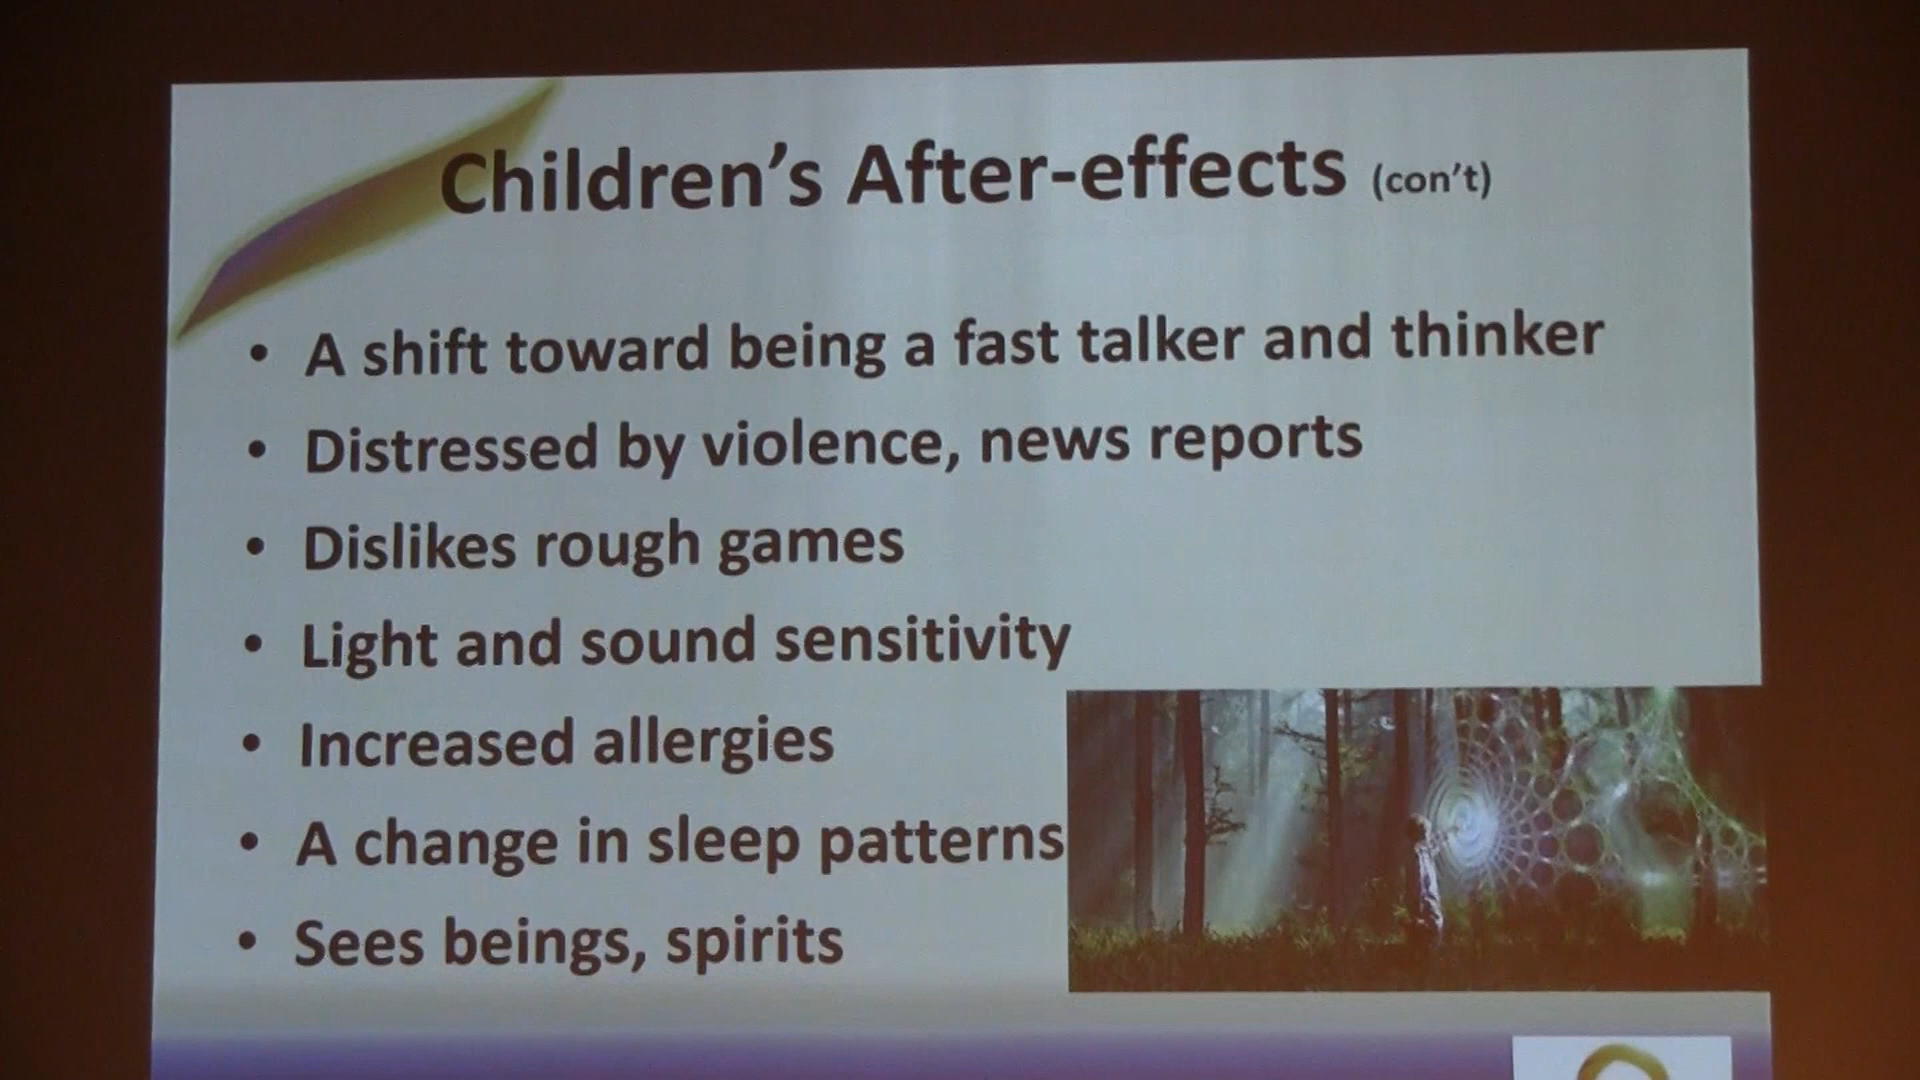 Children's After-effects (con't)
• A shift toward being a fast talker and thinker
• Distressed by violence, news reports
• Dislikes rough games
• Light and sound sensitivity
• Increased allergies
• A change in sleep patterns
• Sees beings, spirits